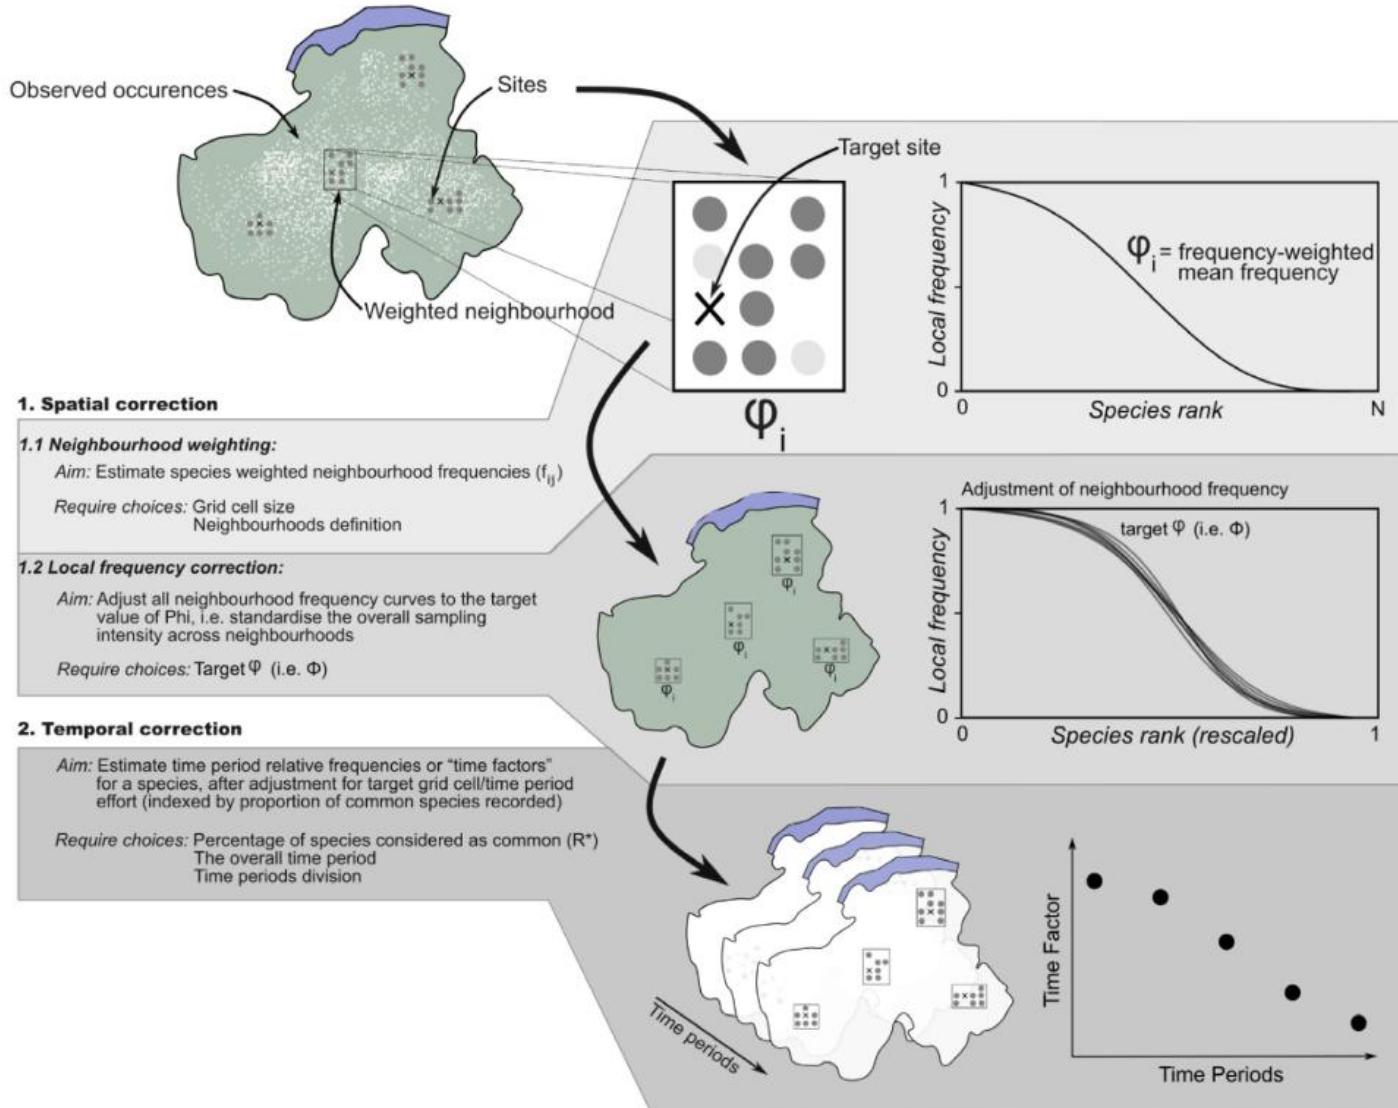 Observed occurences
Sites
Weighted neighbourhood
Target site
φi
1
Local frequency
φi = frequency-weighted
mean frequency
0
0
Species rank
N
1. Spatial correction
1.1 Neighbourhood weighting:
Aim: Estimate species weighted neighbourhood frequencies (fij)
Require choices: Grid cell size
Neighbourhoods definition
1.2 Local frequency correction:
Aim: Adjust all neighbourhood frequency curves to the target
value of Phi, i.e. standardise the overall sampling
intensity across neighbourhoods
Require choices: Target φ (i.e. Φ)
φi
φi
φi
φi
Adjustment of neighbourhood frequency
1
target φ (i.e. Φ)
Local frequency
0
0
Species rank (rescaled)
1
2. Temporal correction
Aim: Estimate time period relative frequencies or "time factors"
for a species, after adjustment for target grid cell/time period
effort (indexed by proportion of common species recorded)
Require choices: Percentage of species considered as common (R*)
The overall time period
Time periods division
Time periods
Time Factor
Time Periods